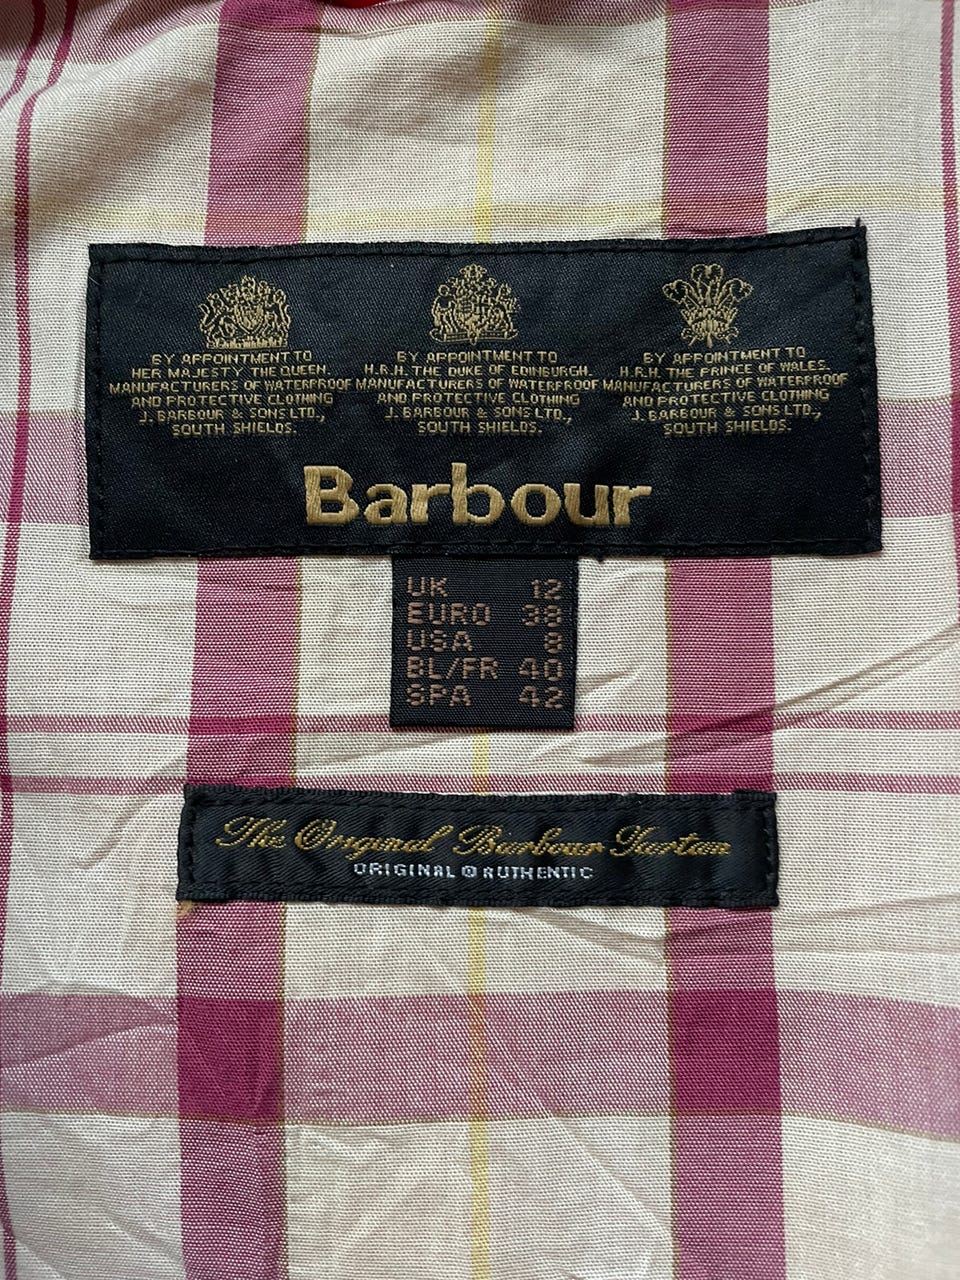 BY APPOINTMENT TO
HER MAJESTY THE QUEEN.
MANUFACTURERS OF WATERPROOF
AND PROTECTIVE CLOTHING
J. BARBOUR & SONS LTD.,
SOUTH SHIELDS.
BY APPOINTMENT TO
H.R.H. THE DUKE OF EDINBURGH.
MANUFACTURERS OF WATERPROOF
AND PROTECTIVE CLOTHING
J. BARBOUR & SONS LTD.,
SOUTH SHIELDS.
BY APPOINTMENT TO
H.R.H. THE PRINCE OF WALES.
MANUFACTURERS OF WATERPROOF
AND PROTECTIVE CLOTHING
J. BARBOUR & SONS LTD.,
SOUTH SHIELDS.
Barbour
UK 12
EURO 38
USA 8
BL/FR 40
SPA 42
The Original Barbour Tartan
ORIGINAL @ AUTHENTIC